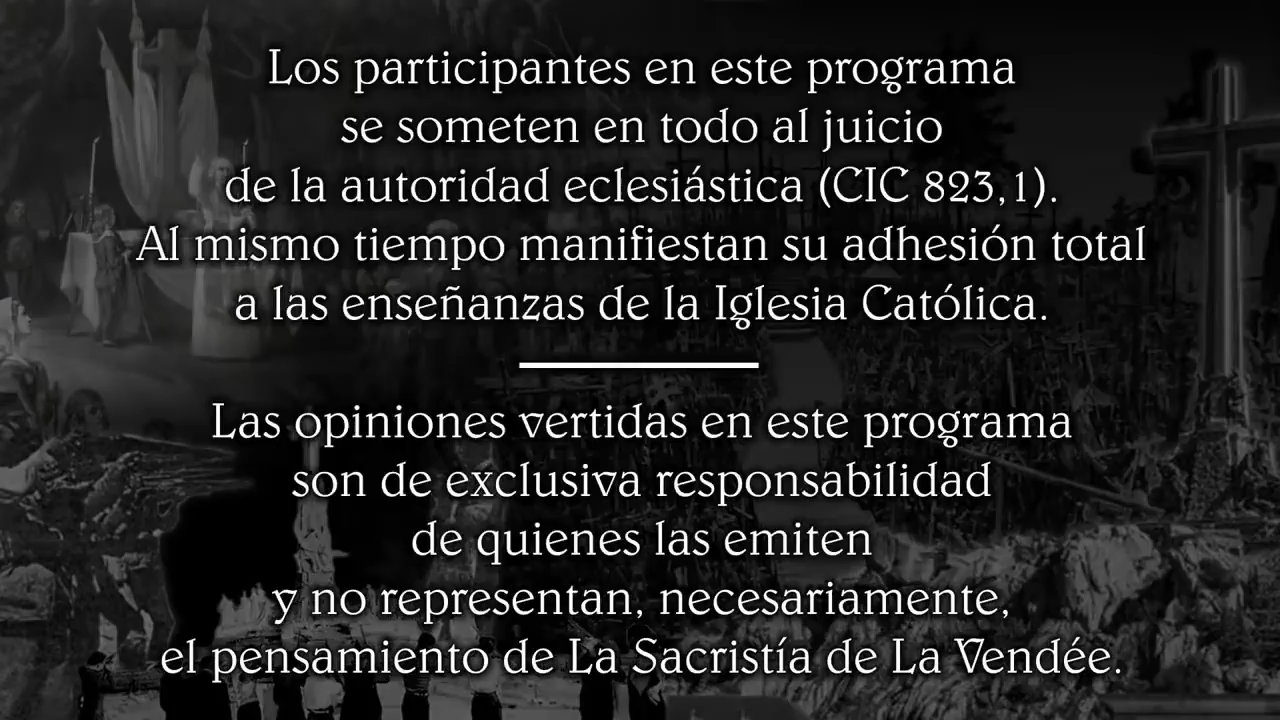 Los participantes en este programa
se someten en todo al juicio
de la autoridad eclesiástica (CIC 823,1).
Al mismo tiempo manifiestan su adhesión total
a las enseñanzas de la Iglesia Católica.
Las opiniones vertidas en este programa
son de exclusiva responsabilidad
de quienes las emiten
y no representan, necesariamente,
el pensamiento de La Sacristía de La Vendée.